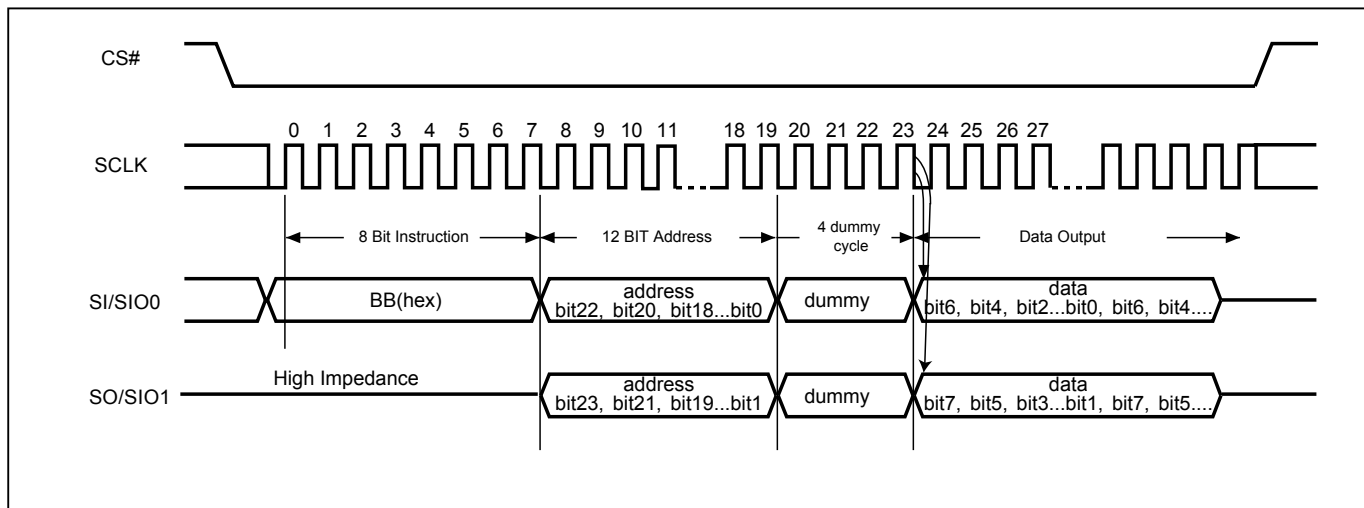 CS#
0 1 2 3 4 5 6 7 8 9 10 11 18 19 20 21 22 23 24 25 26 27
SCLK
8 Bit Instruction
12 BIT Address
4 dummy
cycle
Data Output
SI/SIO0
BB(hex)
address
bit22, bit20, bit18...bit0
dummy
data
bit6, bit4, bit2...bit0, bit6, bit4....
High Impedance
SO/SIO1
address
bit23, bit21, bit19...bit1
dummy
data
bit7, bit5, bit3...bit1, bit7, bit5....